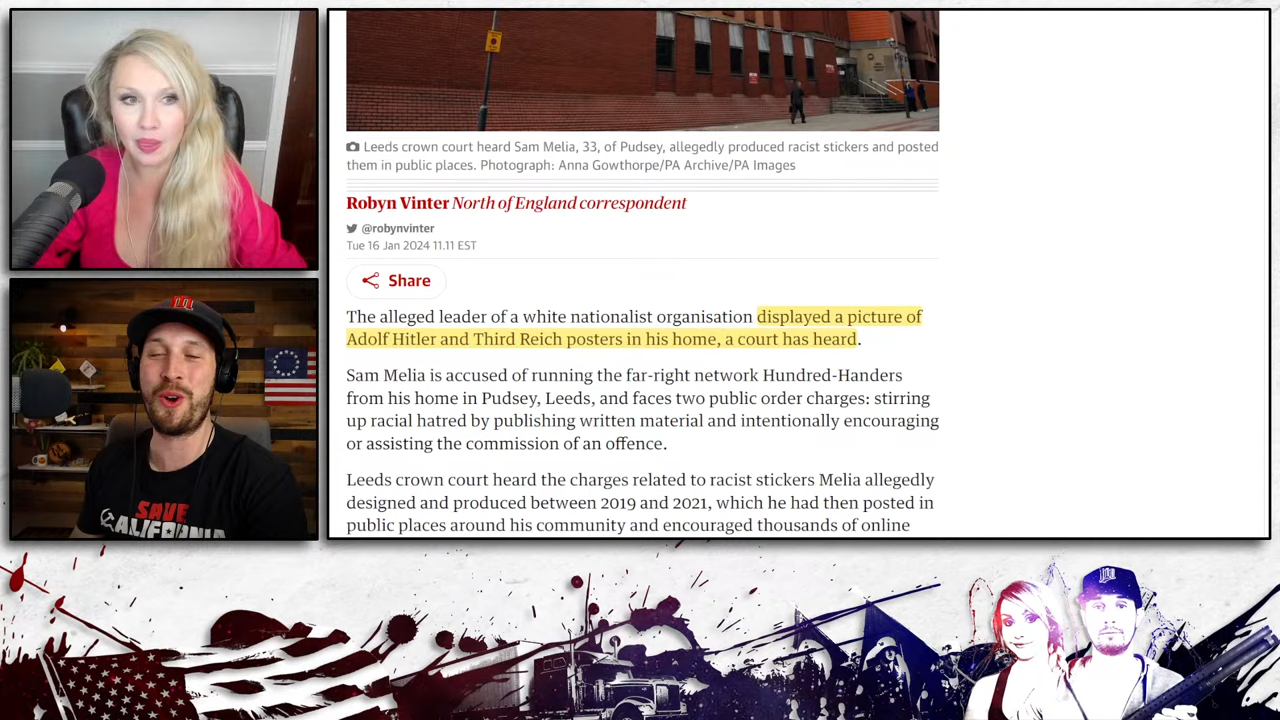 Leeds crown court heard Sam Melia, 33, of Pudsey, allegedly produced racist stickers and posted
them in public places. Photograph: Anna Gowthorpe/PA Archive/PA Images
Robyn Vinter North of England correspondent
@robynvinter
Tue 16 Jan 2024 11.11 EST
Share
The alleged leader of a white nationalist organisation displayed a picture of
Adolf Hitler and Third Reich posters in his home, a court has heard.
Sam Melia is accused of running the far-right network Hundred-Handers
from his home in Pudsey, Leeds, and faces two public order charges: stirring
up racial hatred by publishing written material and intentionally encouraging
or assisting the commission of an offence.
Leeds crown court heard the charges related to racist stickers Melia allegedly
designed and produced between 2019 and 2021, which he had then posted in
public places around his community and encouraged thousands of online
SAVE
CALIFORNIA